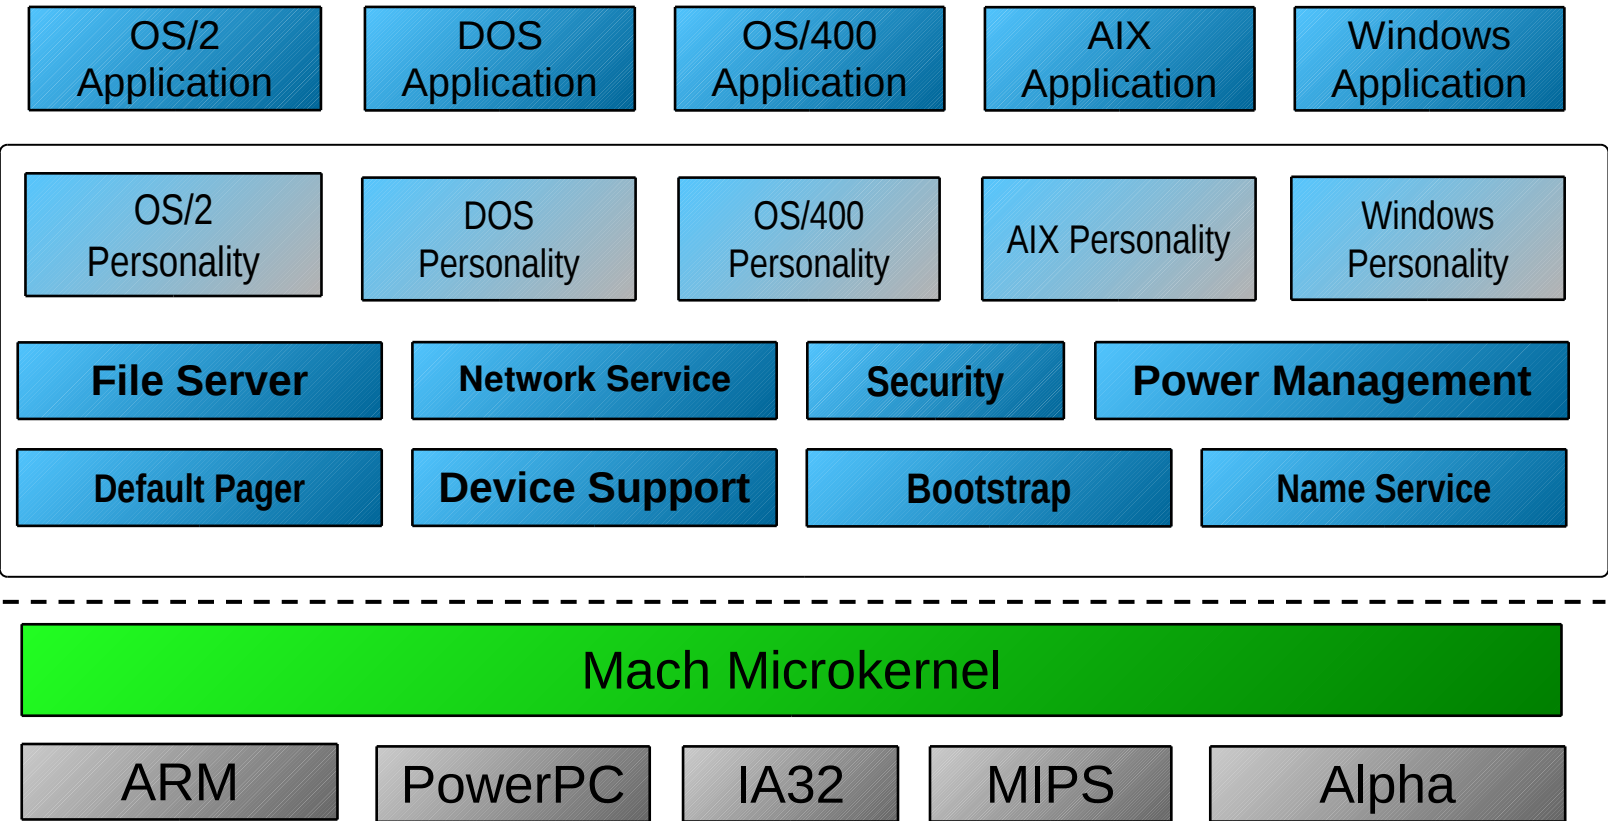 OS/2
Application
DOS
Application
OS/400
Application
AIX
Application
Windows
Application
OS/2
Personality
DOS
Personality
OS/400
Personality
AIX Personality
Windows
Personality
File Server
Network Service
Security
Power Management
Default Pager
Device Support
Bootstrap
Name Service
Mach Microkernel
ARM
PowerPC
IA32
MIPS
Alpha